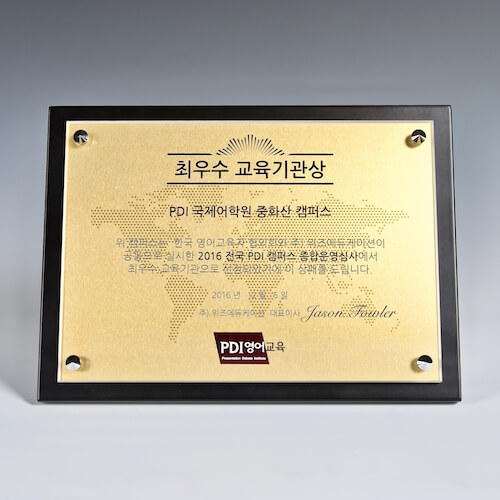 최우수 교육기관상
PDI 국제어학원 중화산 캠퍼스
위 캠퍼스는, 한국 영어교육자 협의회와 주) 위즈에듀케이션이
공동으로 실시한 2016 전국 PDI 캠퍼스 종합운영심사에서
최우수 교육기관으로 선정되었기에 이 상패를 드립니다.
2016 년 12월 6 일
주).위즈에듀케이션 대표이사 Jason Fowler
PDI영어교육
Presentation Debate Institute